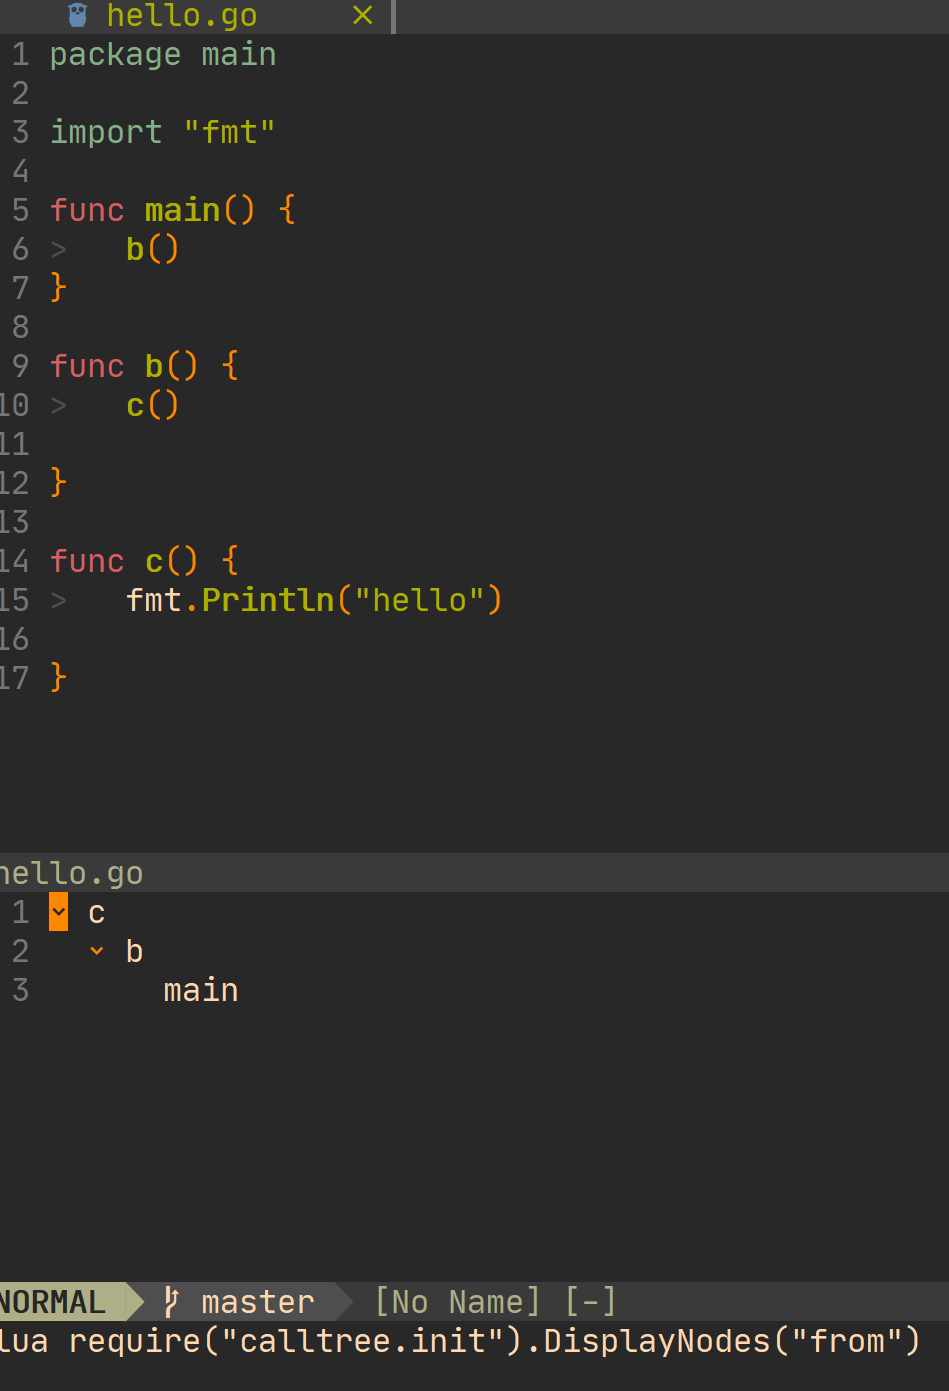 hello.go ×
1 package main
2
3 import "fmt"
4
5 func main() {
6 >   b()
7 }
8
9 func b() {
10 >   c()
11
12 }
13
14 func c() {
15 >   fmt.Println("hello")
16
17 }
hello.go
1 c
2 b
3 main
NORMAL master [No Name] [-]
lua require("calltree.init").DisplayNodes("from")